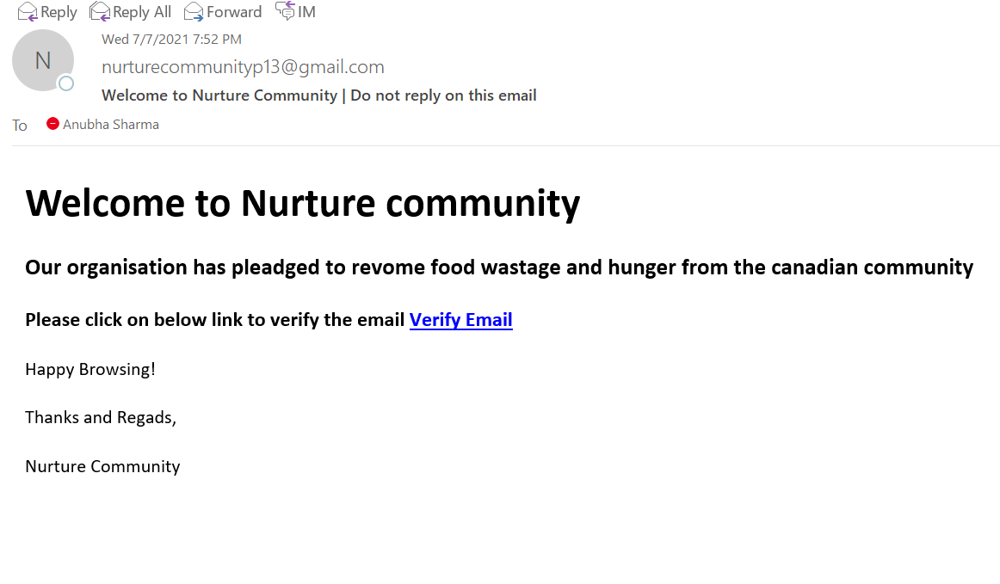 Reply Reply All Forward IM
Wed 7/7/2021 7:52 PM
N
nurturecommunityp13@gmail.com
Welcome to Nurture Community | Do not reply on this email
To Anubha Sharma
Welcome to Nurture community
Our organisation has pleadged to revome food wastage and hunger from the canadian community
Please click on below link to verify the email Verify Email
Happy Browsing!
Thanks and Regads,
Nurture Community